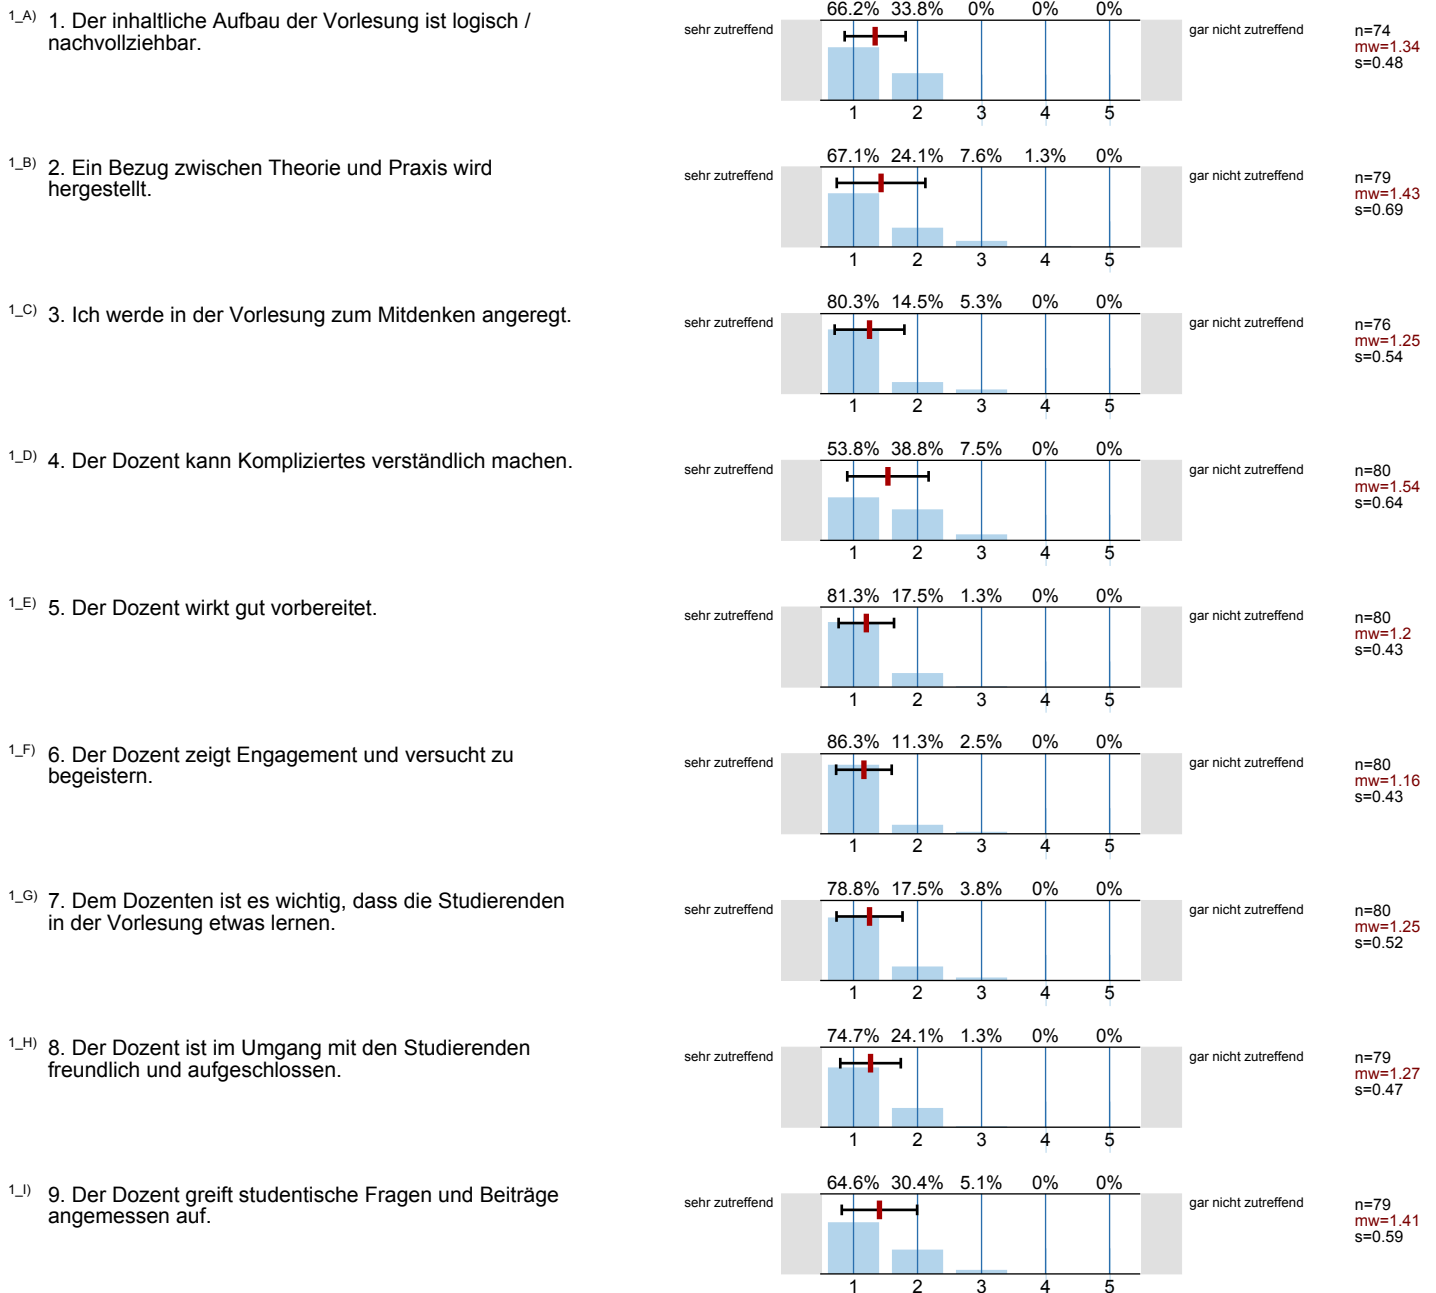 1_A) 1. Der inhaltliche Aufbau der Vorlesung ist logisch /
nachvollziehbar.
66.2% 33.8% 0% 0% 0%
sehr zutreffend
gar nicht zutreffend
n=74
mw=1.34
s=0.48
1 2 3 4 5
1_B) 2. Ein Bezug zwischen Theorie und Praxis wird
hergestellt.
67.1% 24.1% 7.6% 1.3% 0%
sehr zutreffend
gar nicht zutreffend
n=79
mw=1.43
s=0.69
1 2 3 4 5
1_C) 3. Ich werde in der Vorlesung zum Mitdenken angeregt.
80.3% 14.5% 5.3% 0% 0%
sehr zutreffend
gar nicht zutreffend
n=76
mw=1.25
s=0.54
1 2 3 4 5
1_D) 4. Der Dozent kann Kompliziertes verständlich machen.
53.8% 38.8% 7.5% 0% 0%
sehr zutreffend
gar nicht zutreffend
n=80
mw=1.54
s=0.64
1 2 3 4 5
1_E) 5. Der Dozent wirkt gut vorbereitet.
81.3% 17.5% 1.3% 0% 0%
sehr zutreffend
gar nicht zutreffend
n=80
mw=1.2
s=0.43
1 2 3 4 5
1_F) 6. Der Dozent zeigt Engagement und versucht zu
begeistern.
86.3% 11.3% 2.5% 0% 0%
sehr zutreffend
gar nicht zutreffend
n=80
mw=1.16
s=0.43
1 2 3 4 5
1_G) 7. Dem Dozenten ist es wichtig, dass die Studierenden
in der Vorlesung etwas lernen.
78.8% 17.5% 3.8% 0% 0%
sehr zutreffend
gar nicht zutreffend
n=80
mw=1.25
s=0.52
1 2 3 4 5
1_H) 8. Der Dozent ist im Umgang mit den Studierenden
freundlich und aufgeschlossen.
74.7% 24.1% 1.3% 0% 0%
sehr zutreffend
gar nicht zutreffend
n=79
mw=1.27
s=0.47
1 2 3 4 5
1_I) 9. Der Dozent greift studentische Fragen und Beiträge
angemessen auf.
64.6% 30.4% 5.1% 0% 0%
sehr zutreffend
gar nicht zutreffend
n=79
mw=1.41
s=0.59
1 2 3 4 5